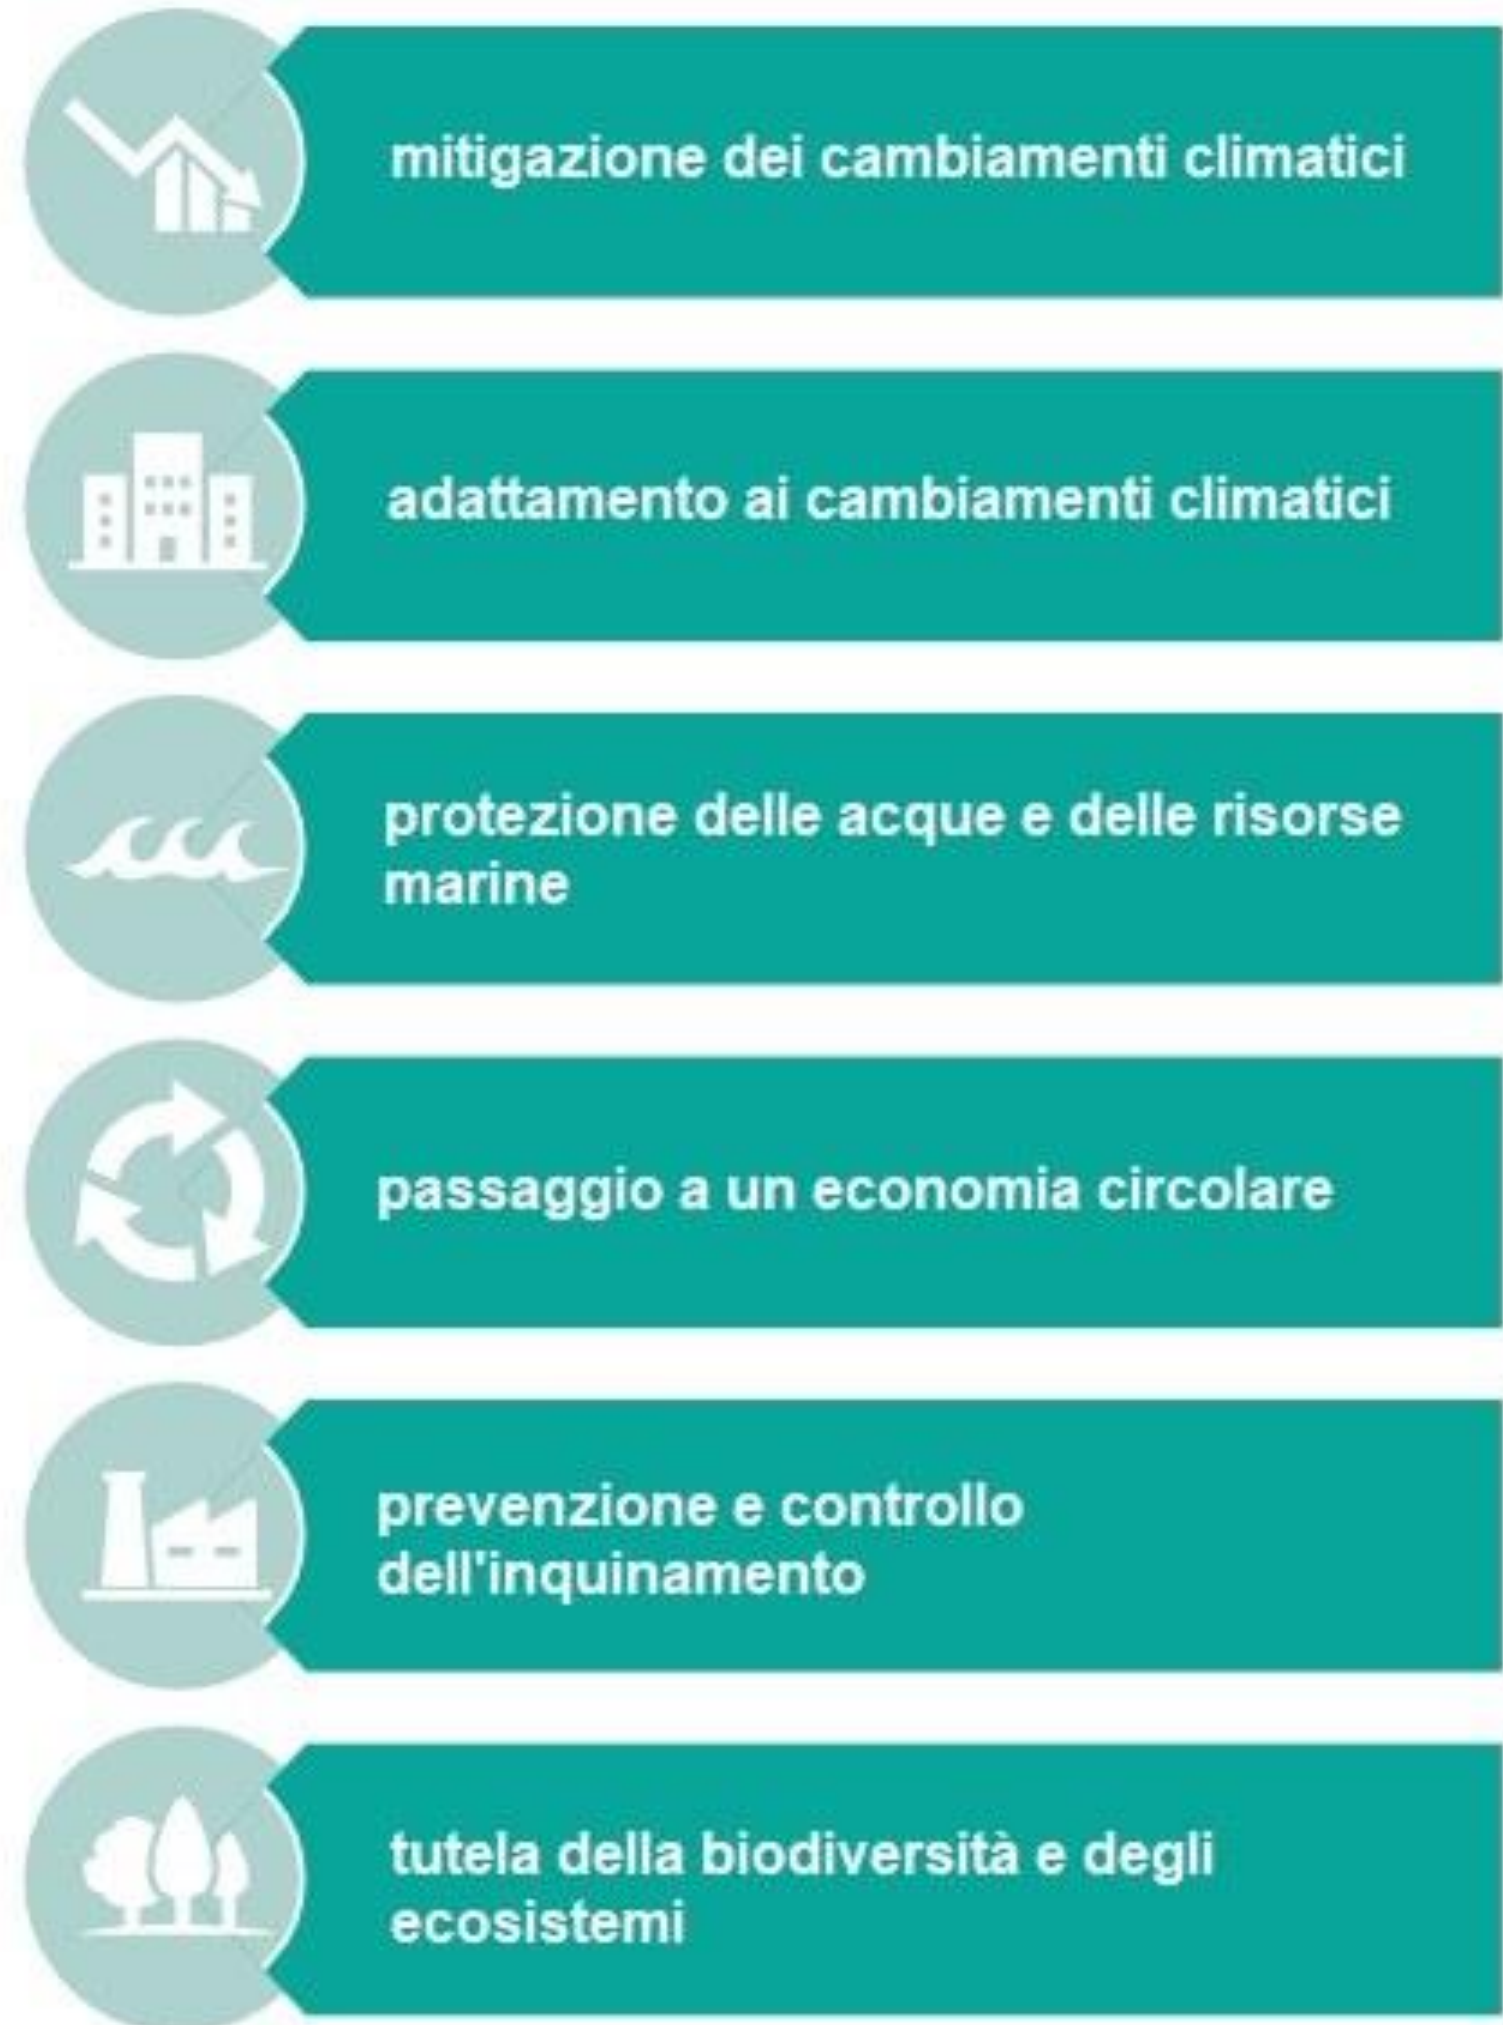 mitigazione dei cambiamenti climatici
adattamento ai cambiamenti climatici
protezione delle acque e delle risorse
marine
passaggio a un economia circolare
prevenzione e controllo
dell'inquinamento
tutela della biodiversità e degli
ecosistemi